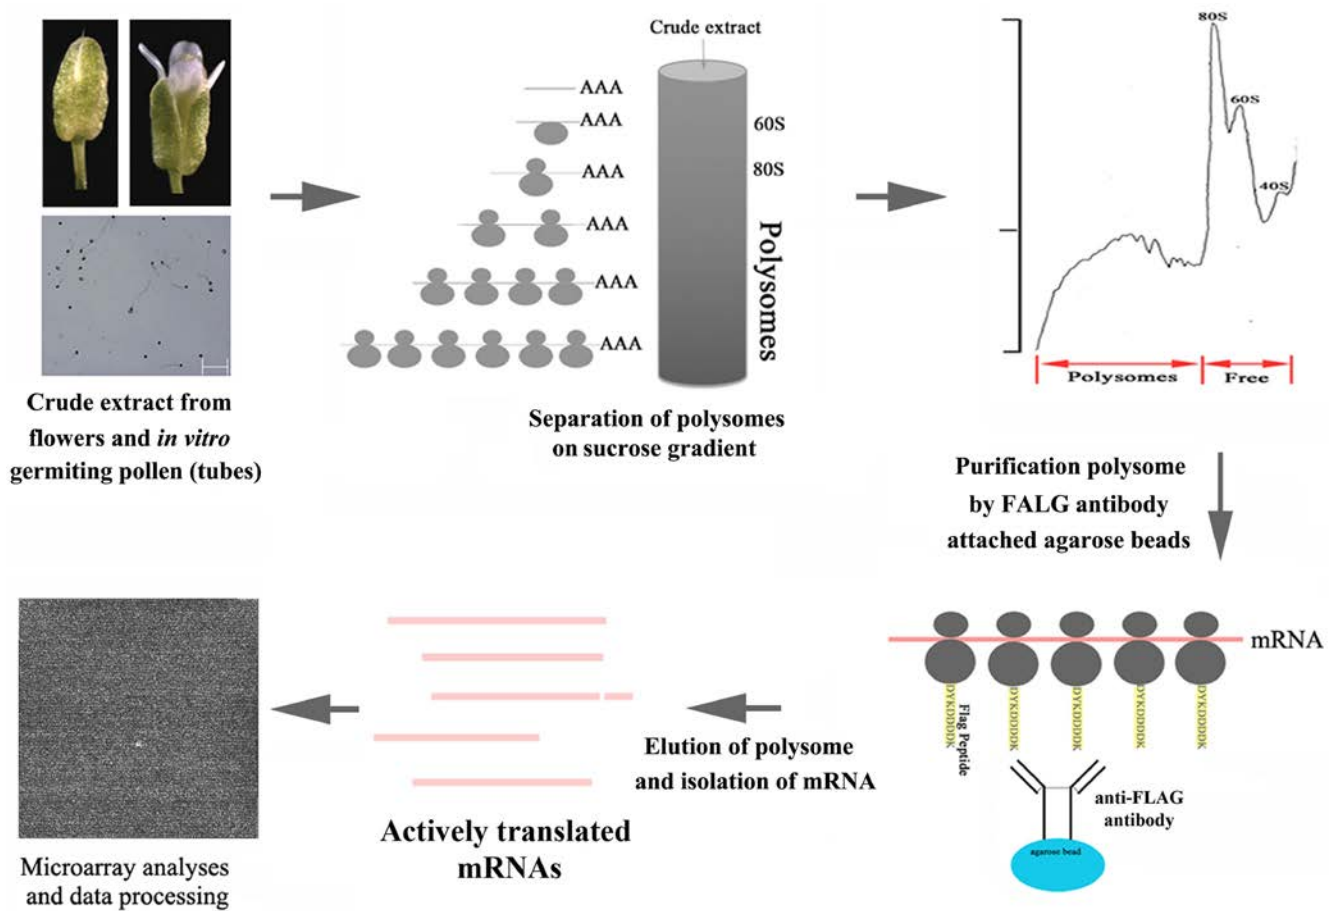 Crude extract from
flowers and in vitro
germiting pollen (tubes)
Crude extract
AAA
AAA
60S
AAA
80S
AAA
AAA
AAA
Polysomes
Separation of polysomes
on sucrose gradient
80S
60S
40S
Polysomes
Free
Purification polysome
by FALG antibody
attached agarose beads
mRNA
DYKDDDDK
Flag Peptide
DYKDDDDK
DYKDDDDK
DYKDDDDK
DYKDDDDK
anti-FLAG
antibody
agarose bead
Elution of polysome
and isolation of mRNA
Actively translated
mRNAs
Microarray analyses
and data processing